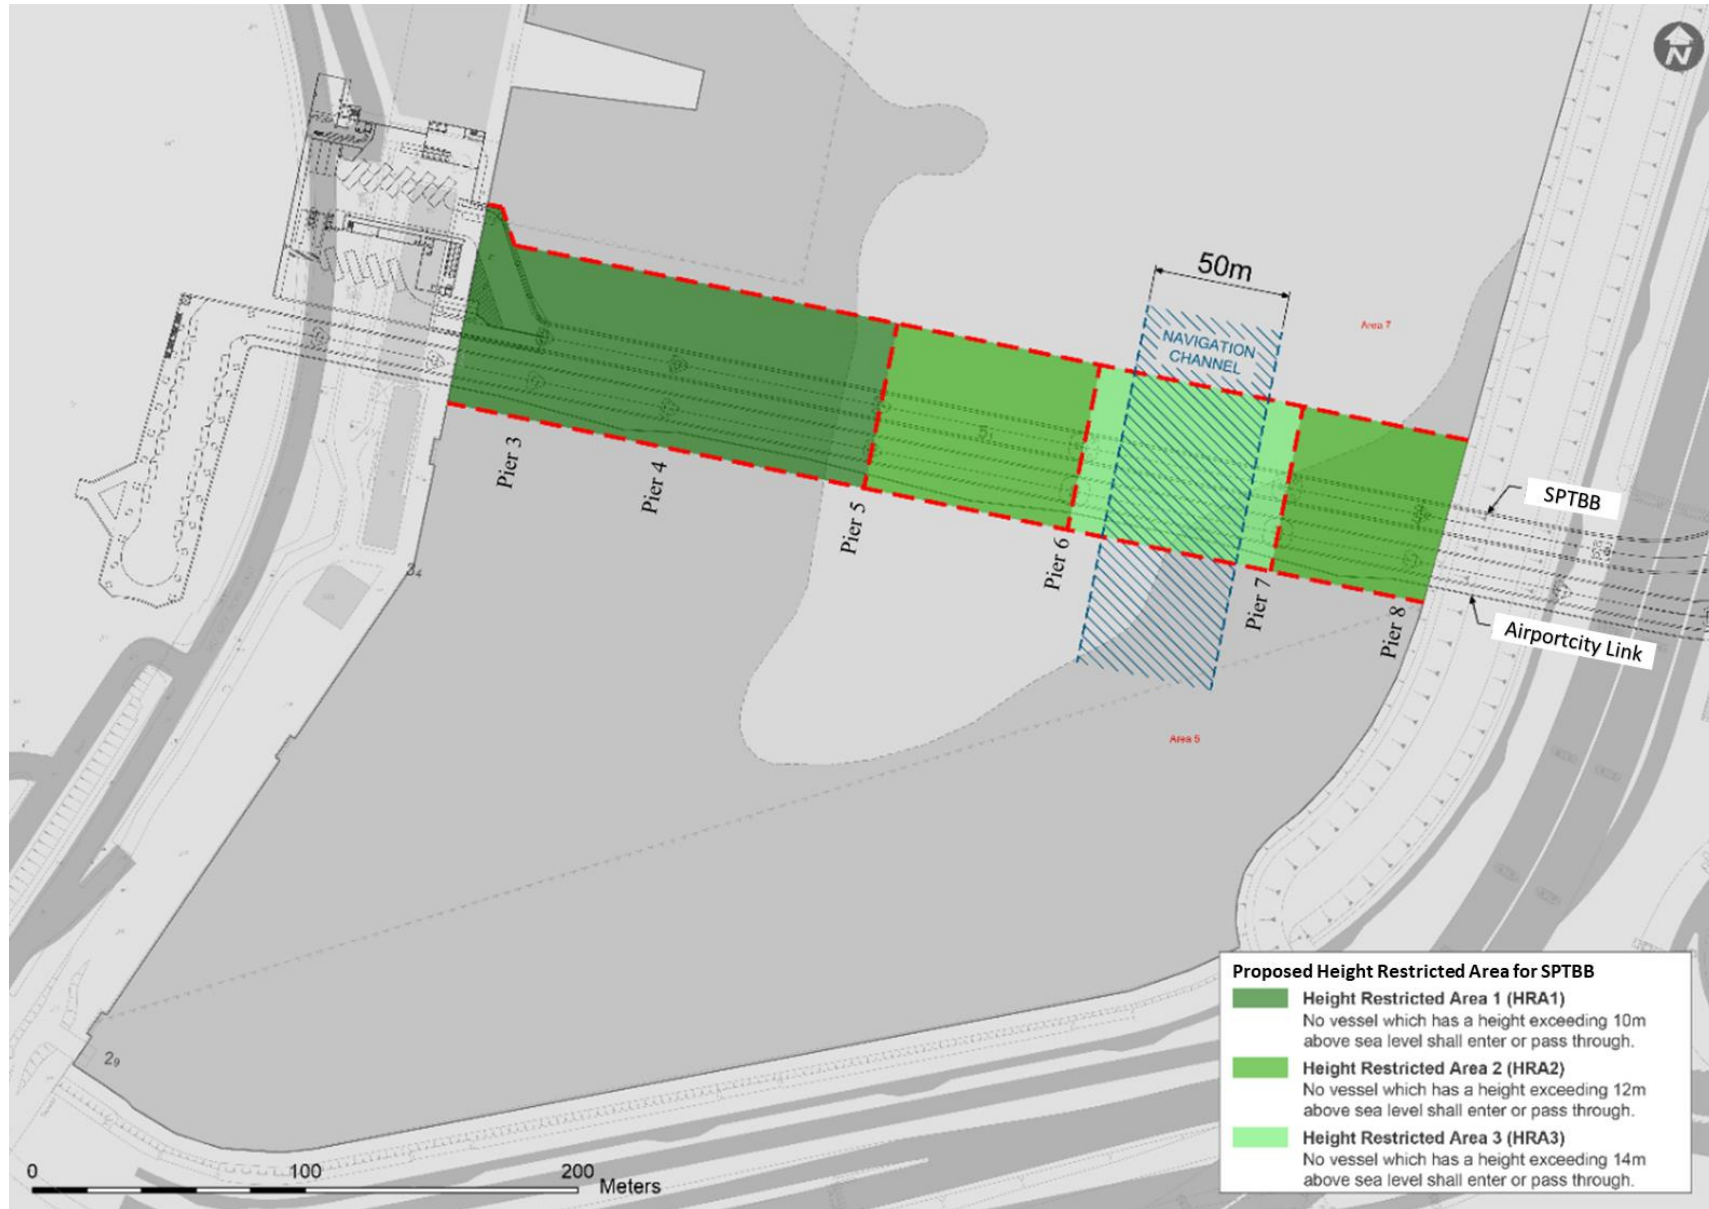 N
50m
NAVIGATION
CHANNEL
Area 7
Pier 3
Pier 4
Pier 5
Pier 6
Pier 7
Pier 8
SPTBB
Airportcity Link
34
Area 5
29
Proposed Height Restricted Area for SPTBB
Height Restricted Area 1 (HRA1)
No vessel which has a height exceeding 10m
above sea level shall enter or pass through.
Height Restricted Area 2 (HRA2)
No vessel which has a height exceeding 12m
above sea level shall enter or pass through.
Height Restricted Area 3 (HRA3)
No vessel which has a height exceeding 14m
above sea level shall enter or pass through.
0 100 200
Meters